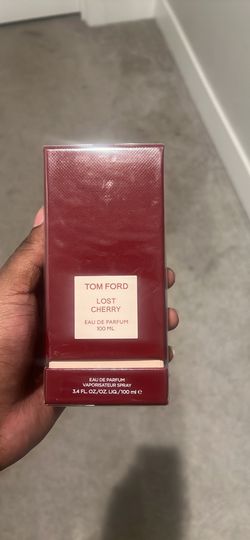 TOM FORD
LOST
CHERRY
EAU DE PARFUM
100 ML
EAU DE PARFUM
VAPORISATEUR SPRAY
3.4 FL. OZ./OZ. LIQ./100 ml ℮